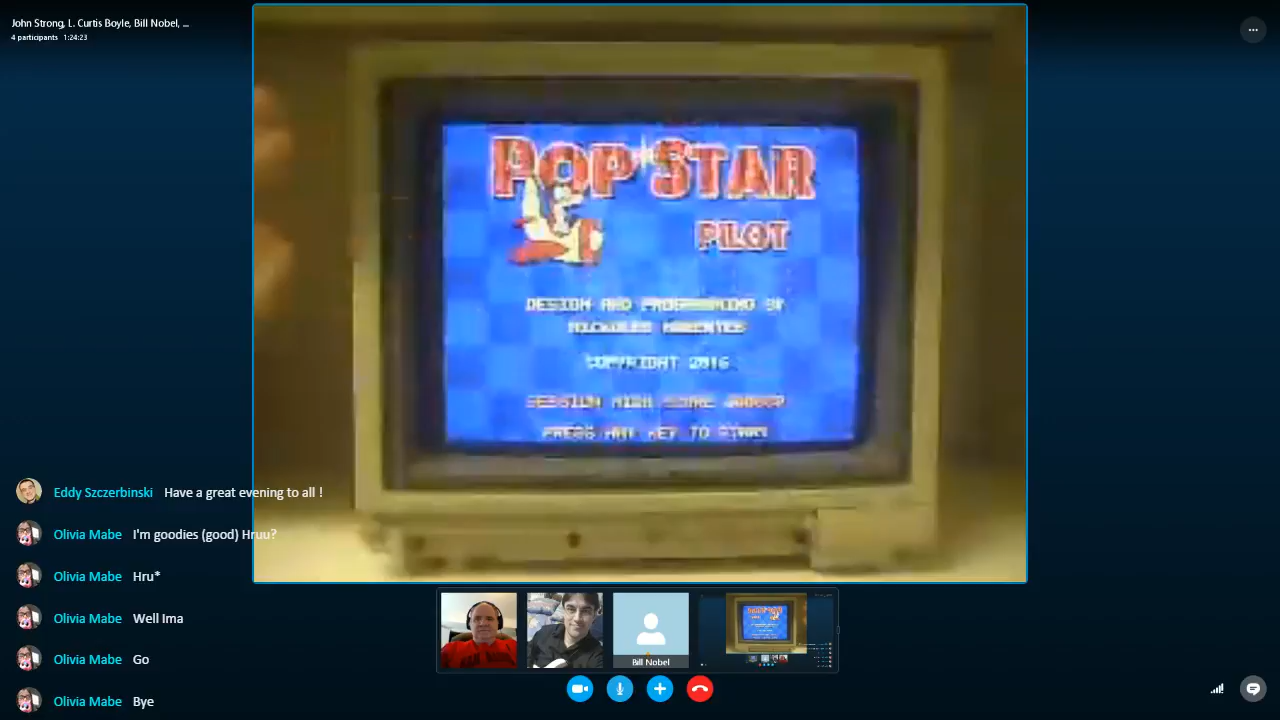 John Strong, L. Curtis Boyle, Bill Nobel, ...
4 participants 1:24:23
POP STAR
PILOT
DESIGN AND PROGRAMMING BY
COPYRIGHT 2016
SESSION HIGH SCORE
PRESS ANY KEY TO START
Eddy Szczerbinski Have a great evening to all !
Olivia Mabe I'm goodies (good) Hruu?
Olivia Mabe Hru*
Olivia Mabe Well Ima
Olivia Mabe Go
Olivia Mabe Bye
Bill Nobel